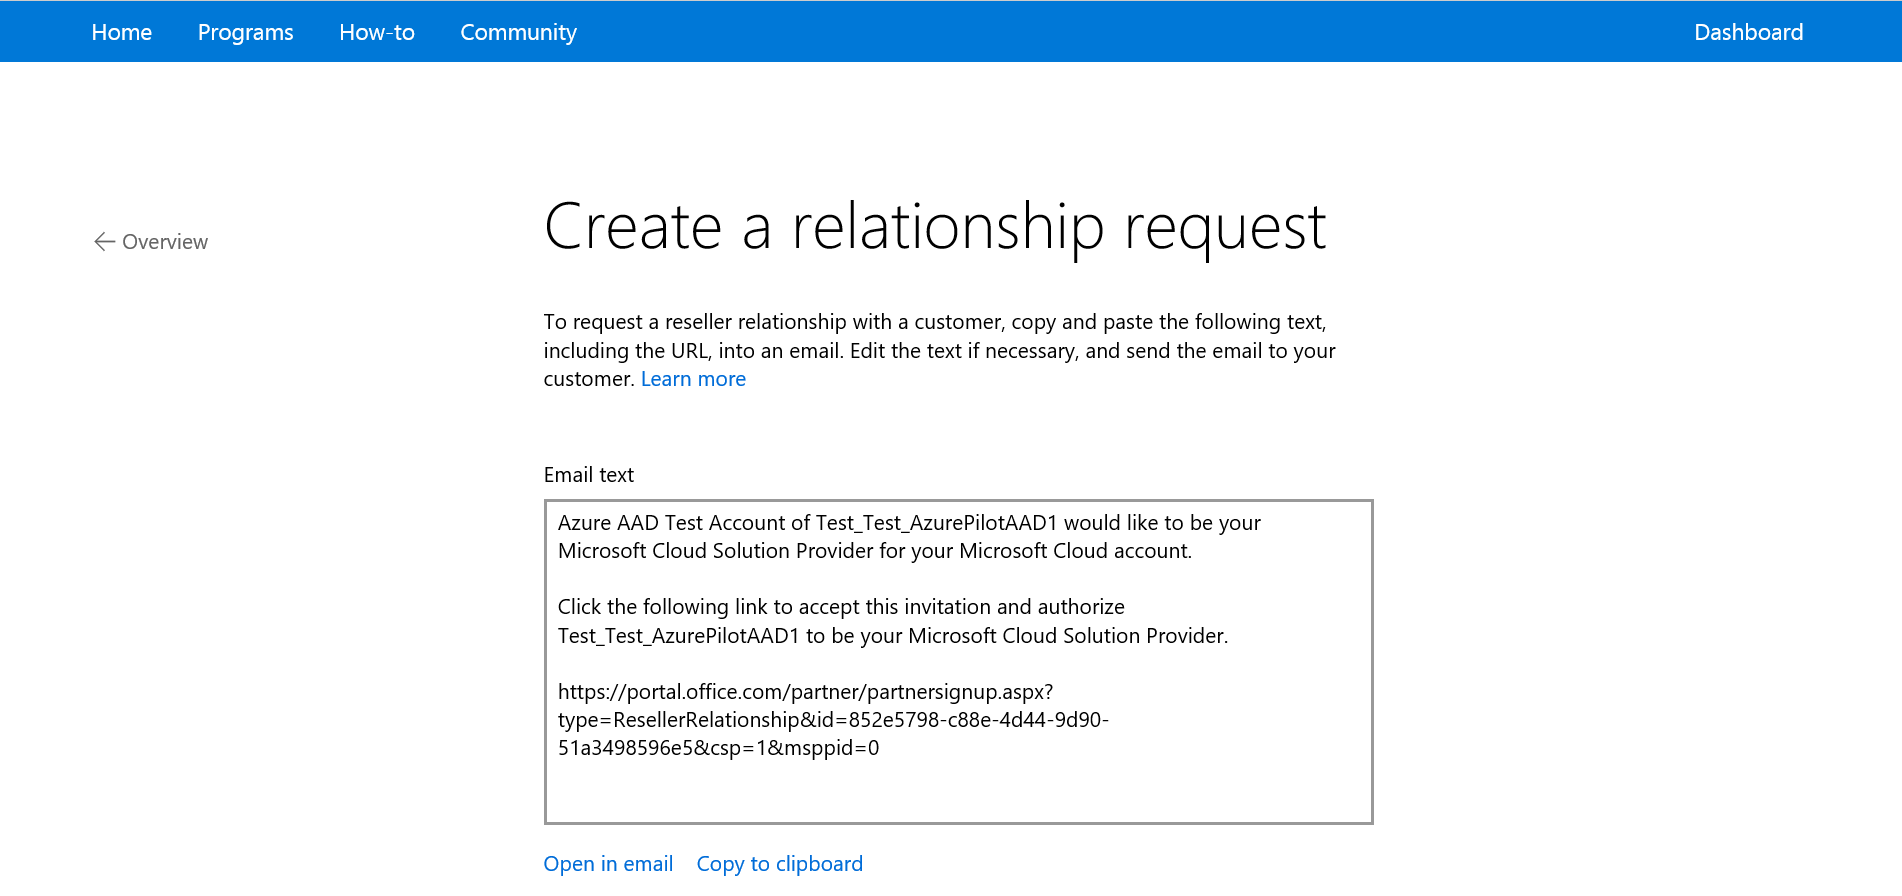 Home Programs How-to Community Dashboard
Overview
Create a relationship request
To request a reseller relationship with a customer, copy and paste the following text,
including the URL, into an email. Edit the text if necessary, and send the email to your
customer. Learn more
Email text
Azure AAD Test Account of Test_Test_AzurePilotAAD1 would like to be your
Microsoft Cloud Solution Provider for your Microsoft Cloud account.
Click the following link to accept this invitation and authorize
Test_Test_AzurePilotAAD1 to be your Microsoft Cloud Solution Provider.
https://portal.office.com/partner/partnersignup.aspx?
type=ResellerRelationship&id=852e5798-c88e-4d44-9d90-
51a3498596e5&csp=1&msppid=0
Open in email Copy to clipboard